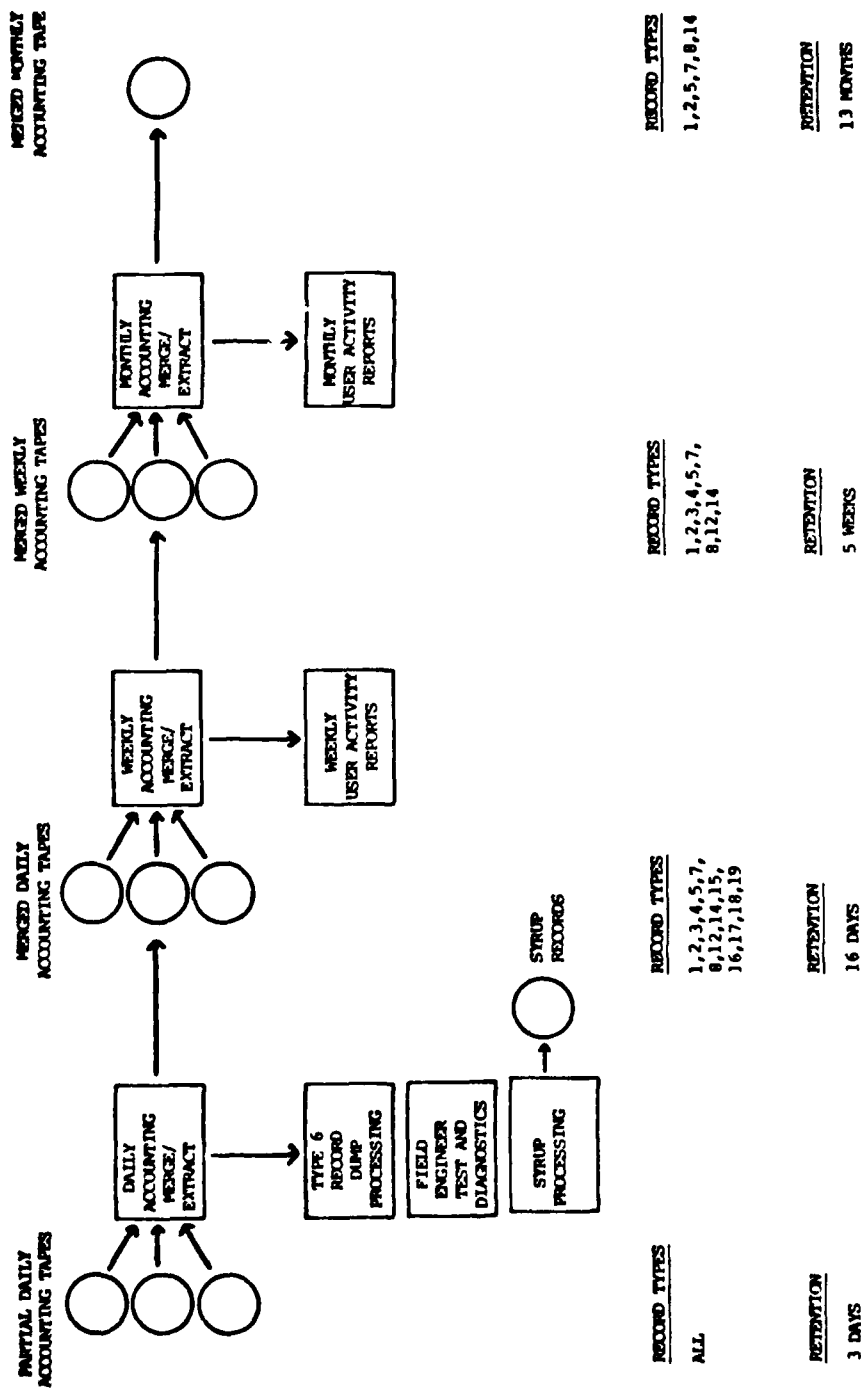 PARTIAL DAILY
ACCOUNTING TAPES
DAILY
ACCOUNTING
MERGE/
EXTRACT
TYPE 6
RECORD
DUMP
PROCESSING
FIELD
ENGINEER
TEST AND
DIAGNOSTICS
SYRUP
PROCESSING
SYRUP
RECORDS
MERGED DAILY
ACCOUNTING TAPES
WEEKLY
ACCOUNTING
MERGE/
EXTRACT
WEEKLY
USER ACTIVITY
REPORTS
MERGED WEEKLY
ACCOUNTING TAPES
MONTHLY
ACCOUNTING
MERGE/
EXTRACT
MONTHLY
USER ACTIVITY
REPORTS
MERGED MONTHLY
ACCOUNTING TAPE
RECORD TYPES
ALL
RETENTION
3 DAYS
RECORD TYPES
1,2,3,4,5,7,
8,12,14,15,
16,17,18,19
RETENTION
16 DAYS
RECORD TYPES
1,2,3,4,5,7,
8,12,14
RETENTION
5 WEEKS
RECORD TYPES
1,2,5,7,8,14
RETENTION
13 MONTHS